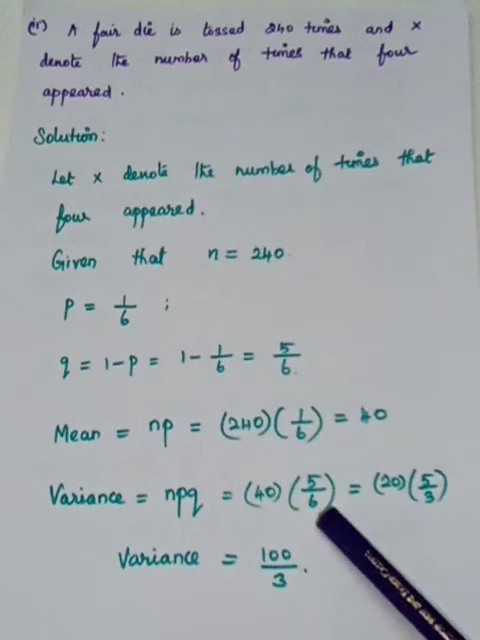 (ii) A fair die is tossed 240 times and x
denote the number of times that four
appeared.
Solution:
Let x denote the number of times that
four appeared.
Given that n = 240
P = 1/6 ;
q = 1-P = 1 - 1/6 = 5/6.
Mean = np = (240)(1/6) = 40
Variance = npq = (40)(5/6) = (20)(5/3)
Variance = 100/3.